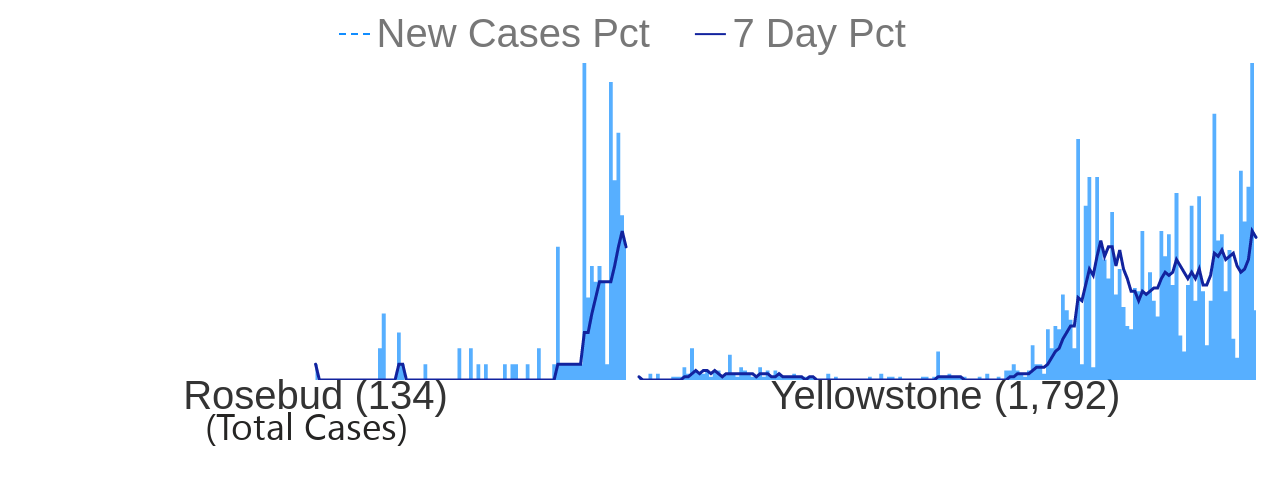 New Cases Pct 7 Day Pct
Rosebud (134) Yellowstone (1,792)
(Total Cases)